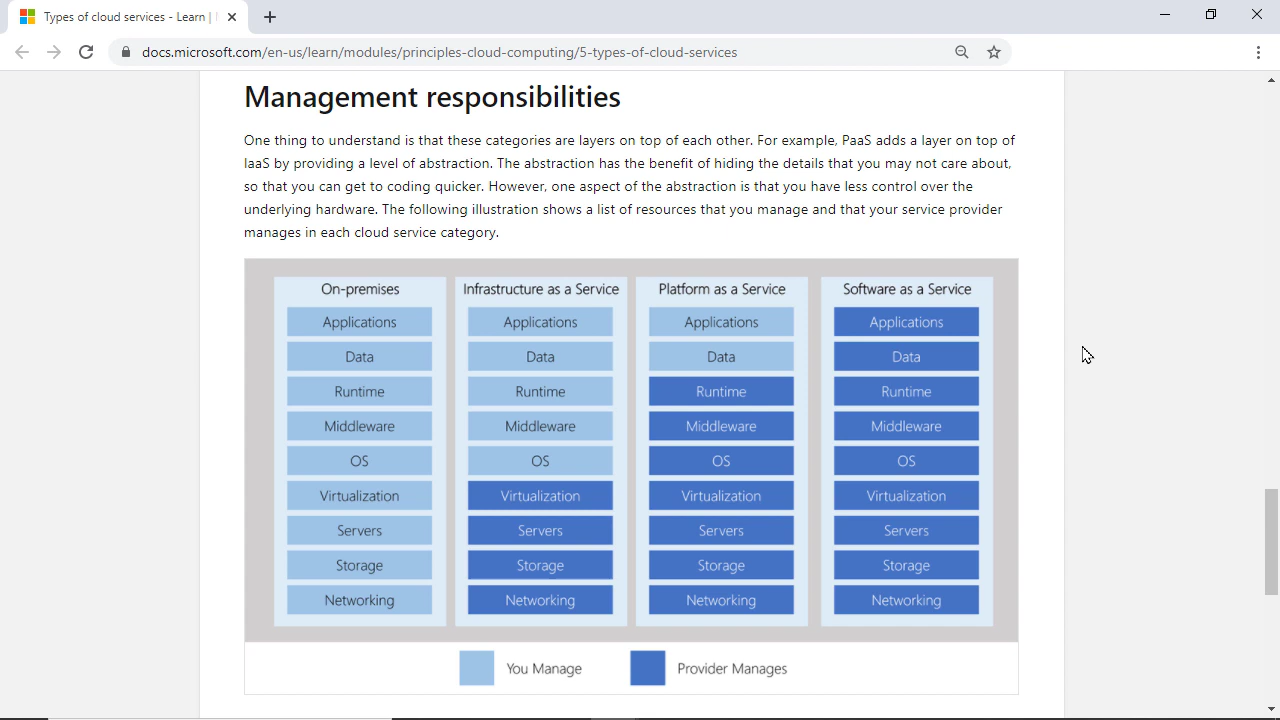 Types of cloud services - Learn |
docs.microsoft.com/en-us/learn/modules/principles-cloud-computing/5-types-of-cloud-services
Management responsibilities
One thing to understand is that these categories are layers on top of each other. For example, PaaS adds a layer on top of
IaaS by providing a level of abstraction. The abstraction has the benefit of hiding the details that you may not care about,
so that you can get to coding quicker. However, one aspect of the abstraction is that you have less control over the
underlying hardware. The following illustration shows a list of resources that you manage and that your service provider
manages in each cloud service category.
On-premises Infrastructure as a Service Platform as a Service Software as a Service
Applications Applications Applications Applications
Data Data Data Data
Runtime Runtime Runtime Runtime
Middleware Middleware Middleware Middleware
OS OS OS OS
Virtualization Virtualization Virtualization Virtualization
Servers Servers Servers Servers
Storage Storage Storage Storage
Networking Networking Networking Networking
You Manage Provider Manages